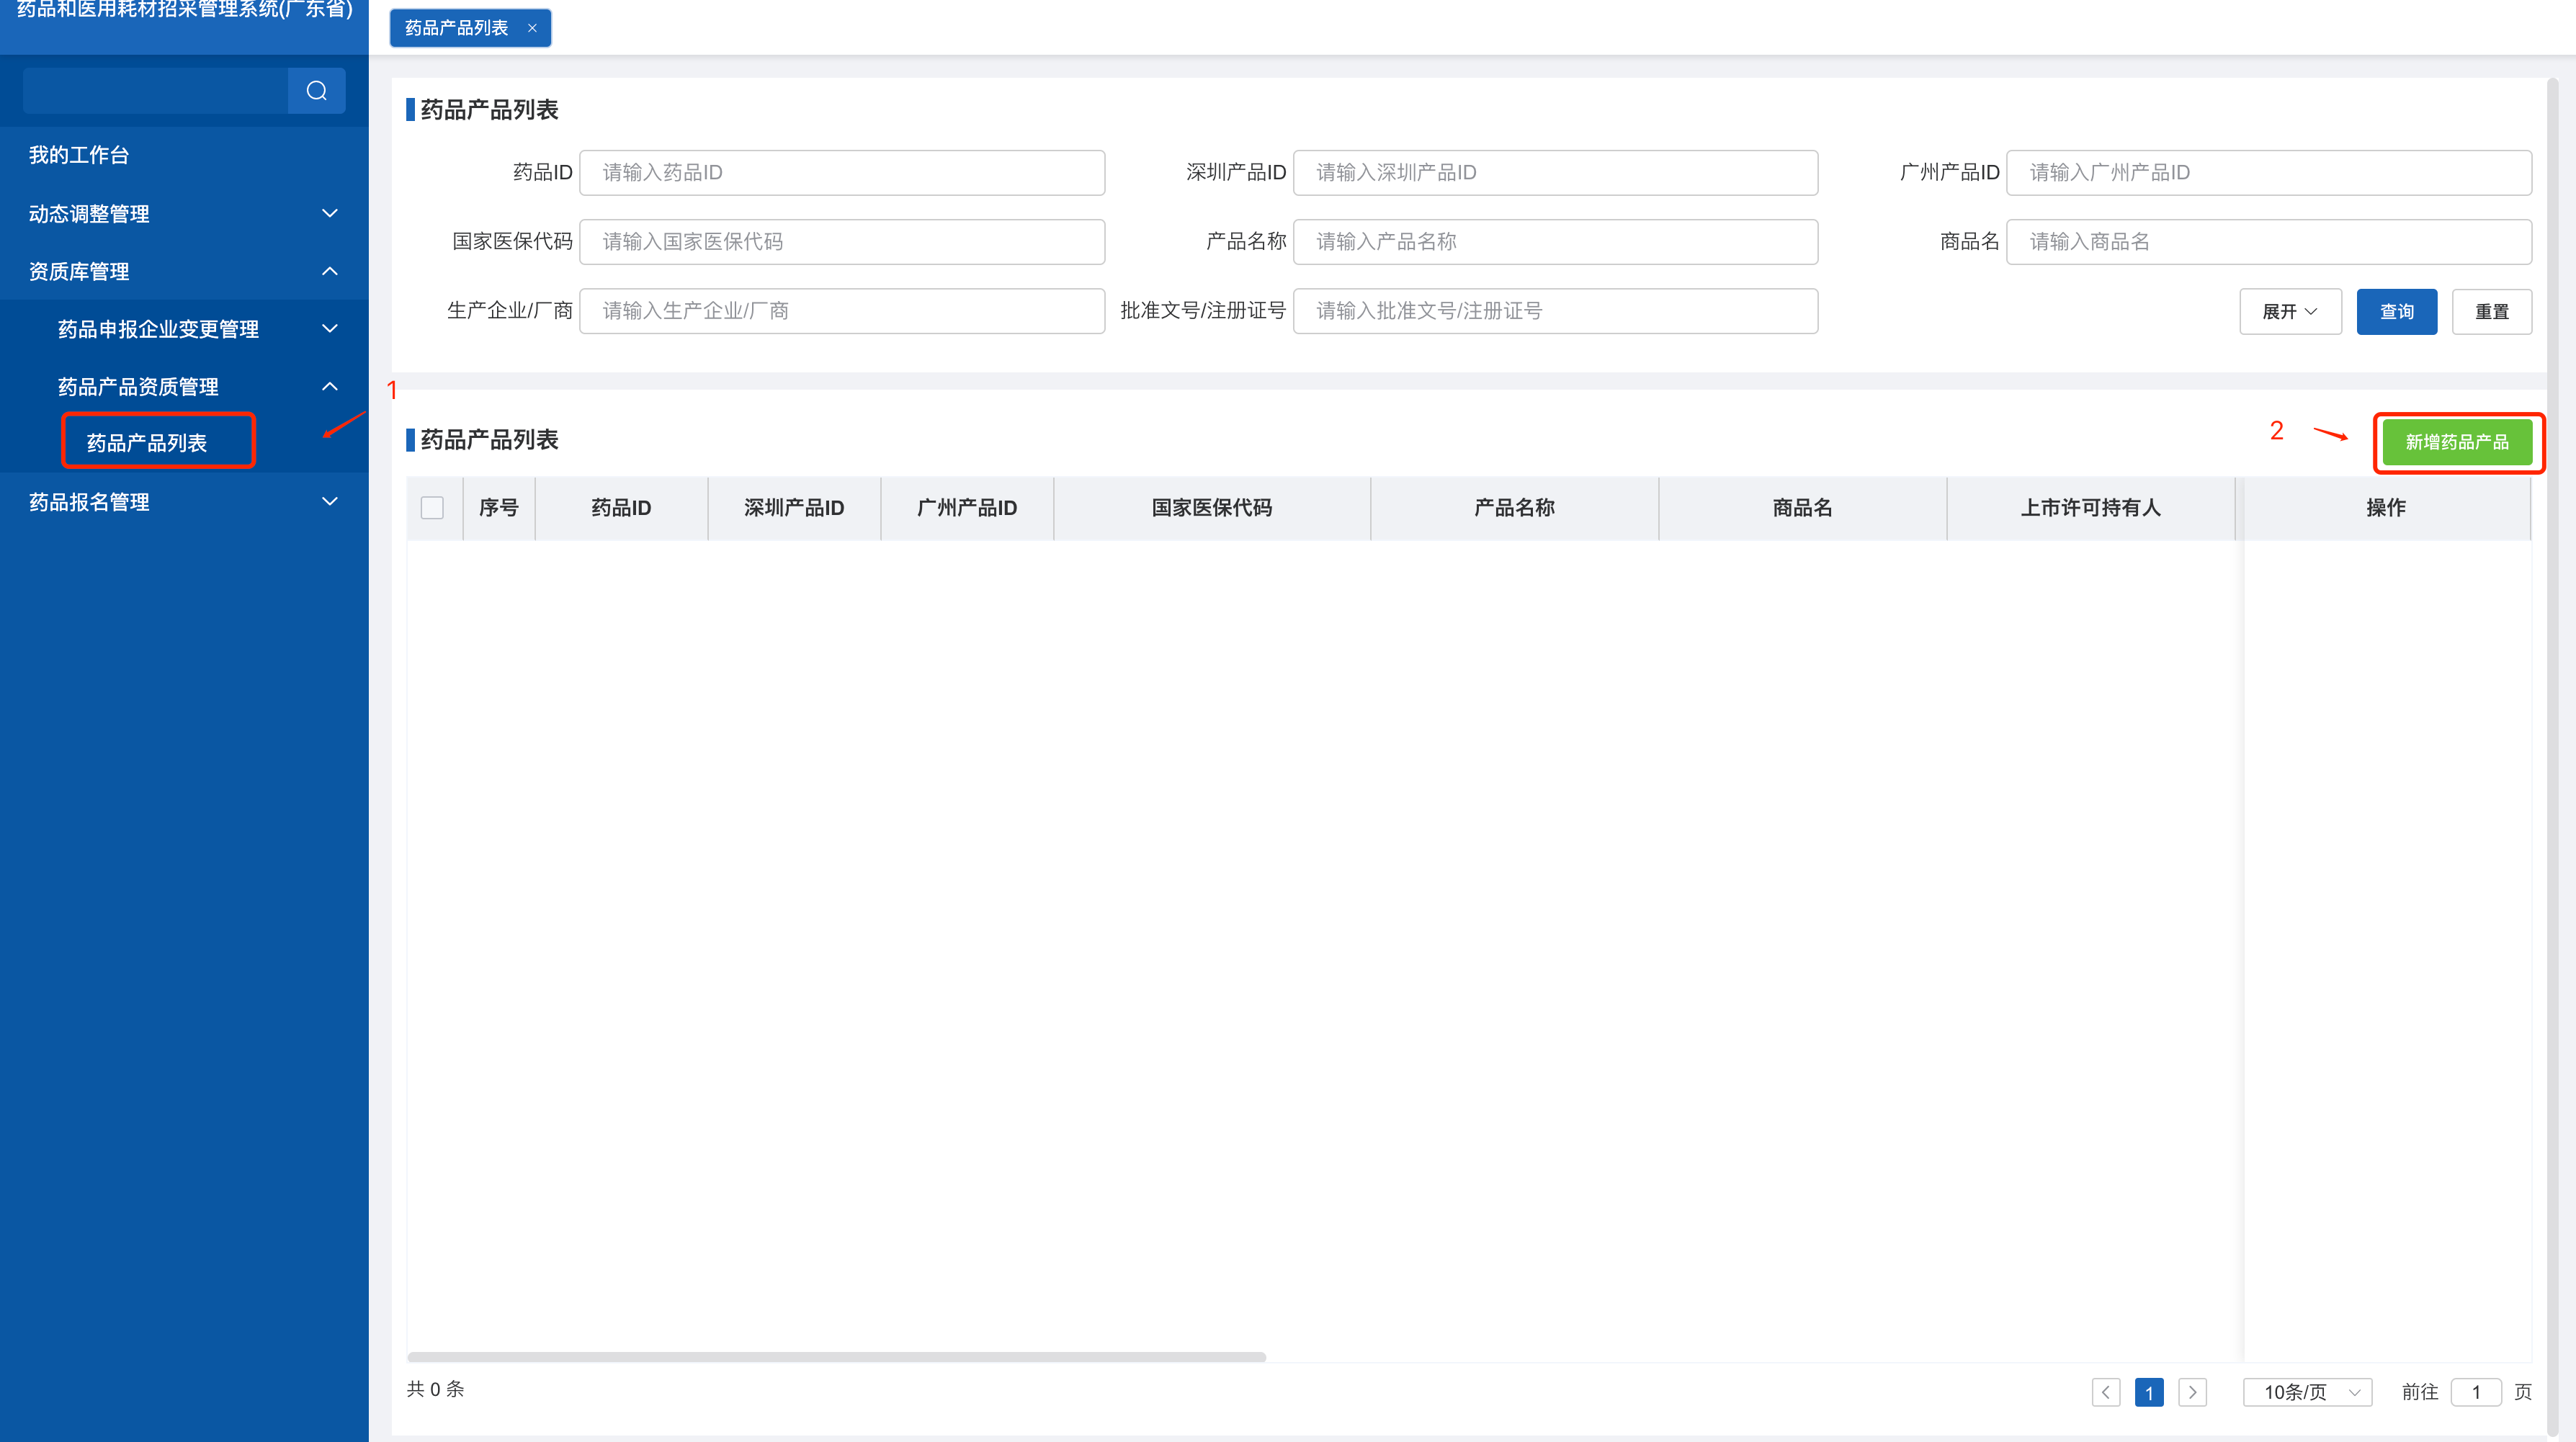 药品和医用耗材招采管理系统(广东省)
药品产品列表 ×
我的工作台
动态调整管理
资质库管理
药品申报企业变更管理
药品产品资质管理
药品产品列表
药品报名管理
1
药品产品列表
药品ID 请输入药品ID 深圳产品ID 请输入深圳产品ID 广州产品ID 请输入广州产品ID
国家医保代码 请输入国家医保代码 产品名称 请输入产品名称 商品名 请输入商品名
生产企业/厂商 请输入生产企业/厂商 批准文号/注册证号 请输入批准文号/注册证号 展开 查询 重置
药品产品列表 2 新增药品产品
序号 药品ID 深圳产品ID 广州产品ID 国家医保代码 产品名称 商品名 上市许可持有人 操作
共 0 条 1 10条/页 前往 1 页